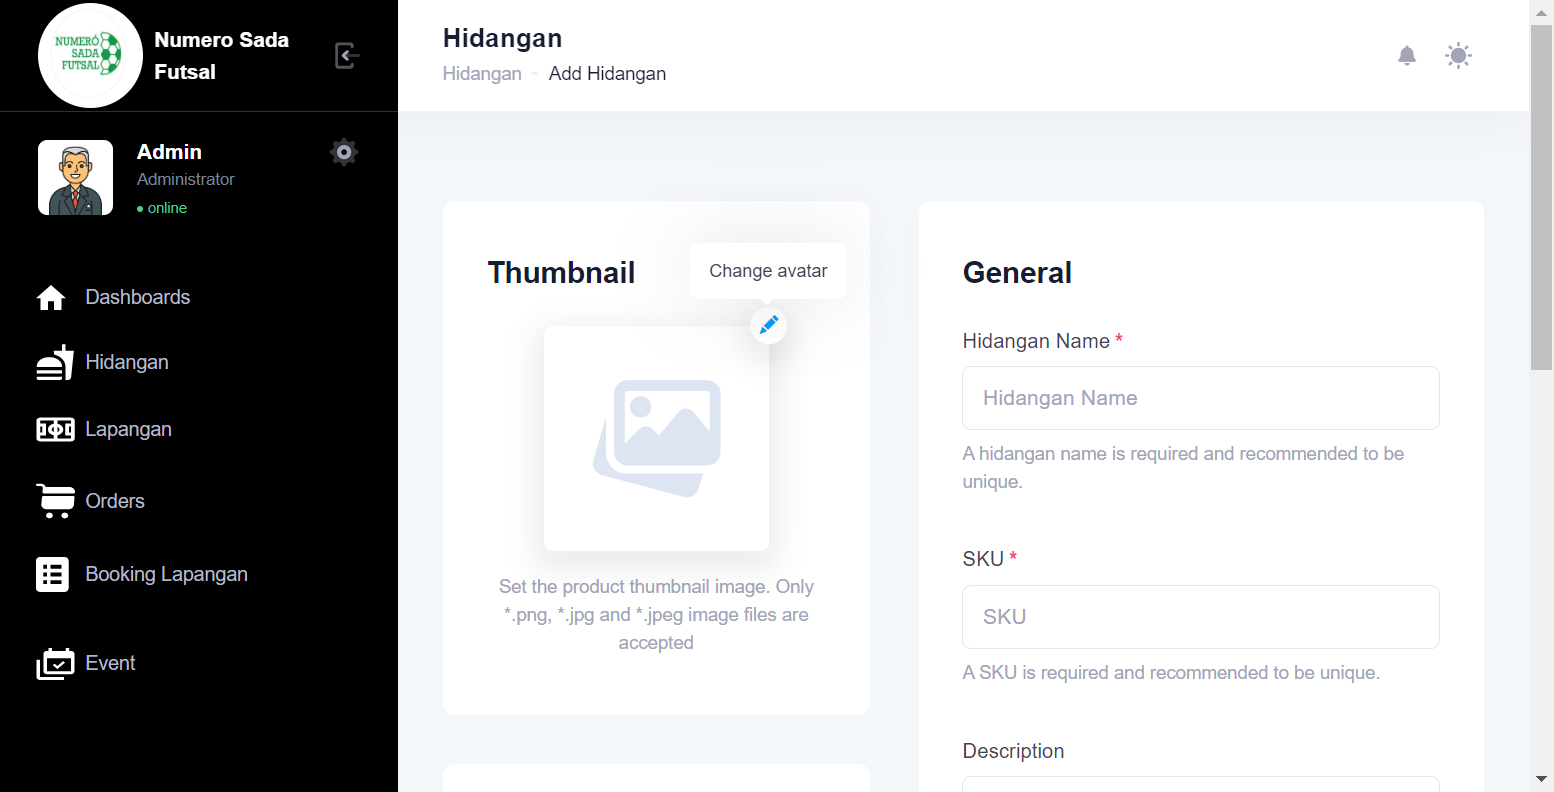 NUMERÓ
SADA
FUTSAL
Numero Sada
Futsal
Admin
Administrator
online
Dashboards
Hidangan
Lapangan
Orders
Booking Lapangan
Event
Hidangan
Hidangan - Add Hidangan
Thumbnail
Change avatar
Set the product thumbnail image. Only
*.png, *.jpg and *.jpeg image files are
accepted
General
Hidangan Name *
Hidangan Name
A hidangan name is required and recommended to be
unique.
SKU *
SKU
A SKU is required and recommended to be unique.
Description